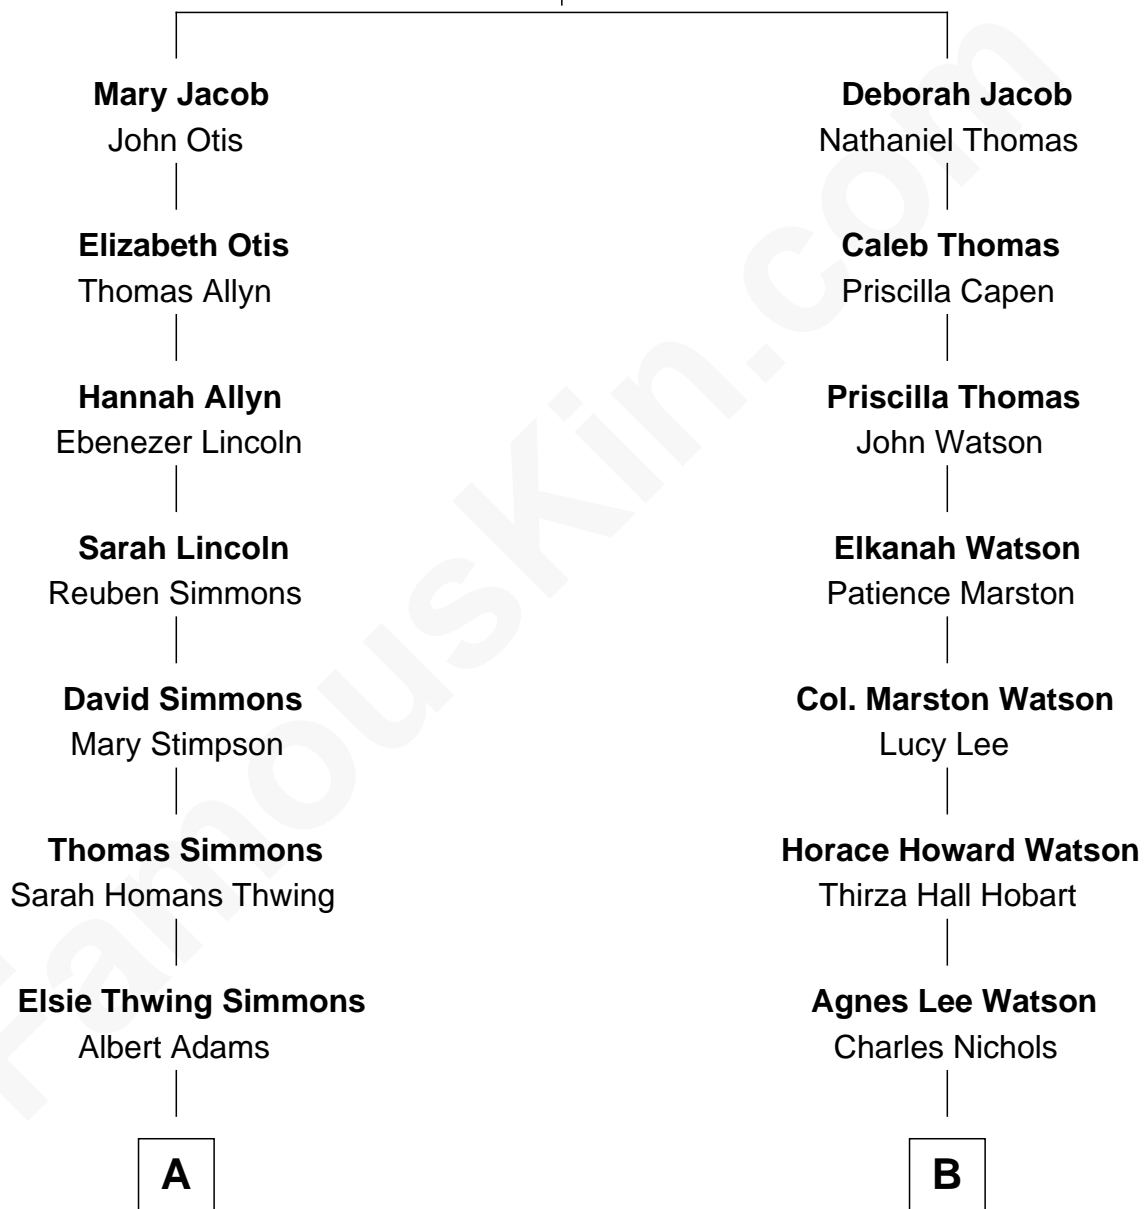 Mary Jacob
John Otis
Deborah Jacob
Nathaniel Thomas
Elizabeth Otis
Thomas Allyn
Caleb Thomas
Priscilla Capen
Hannah Allyn
Ebenezer Lincoln
Priscilla Thomas
John Watson
Sarah Lincoln
Reuben Simmons
Elkanah Watson
Patience Marston
David Simmons
Mary Stimpson
Col. Marston Watson
Lucy Lee
Thomas Simmons
Sarah Homans Thwing
Horace Howard Watson
Thirza Hall Hobart
Elsie Thwing Simmons
Albert Adams
Agnes Lee Watson
Charles Nichols
A
B
FamousKin.com